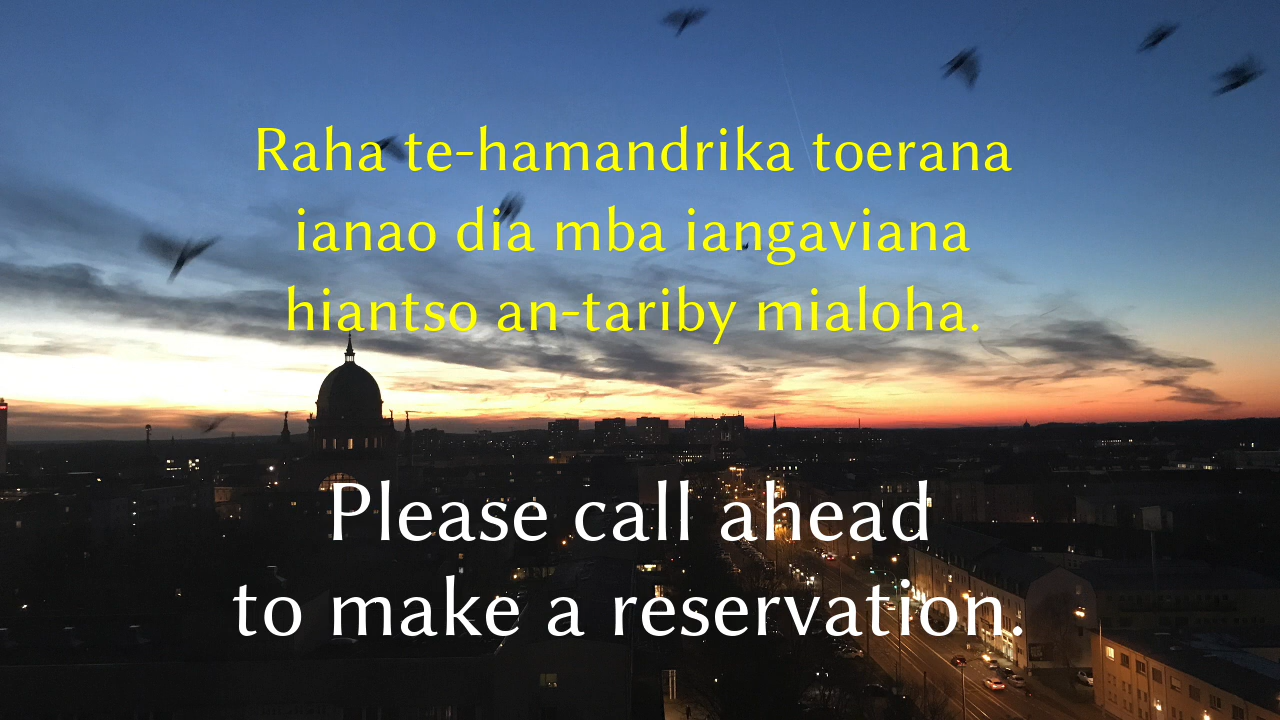 Raha te-hamandrika toerana
ianao dia mba iangaviana
hiantso an-tariby mialoha.
Please call ahead
to make a reservation.